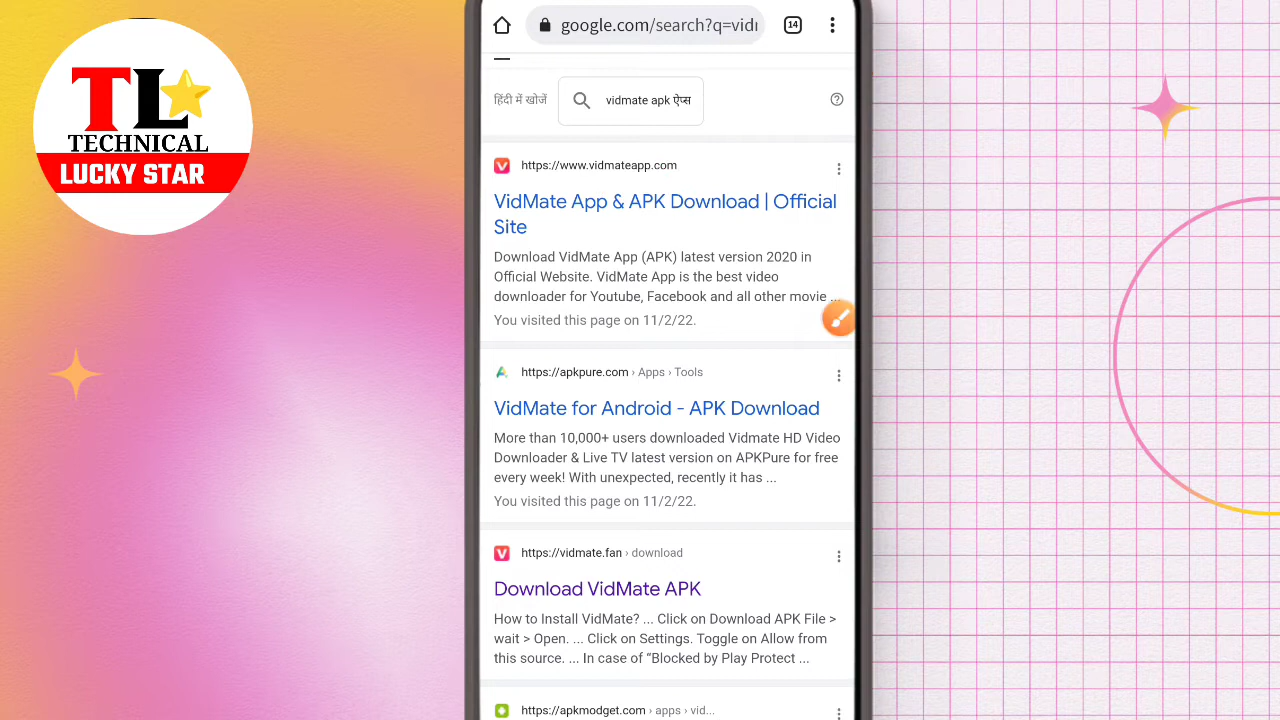 TL
TECHNICAL
LUCKY STAR
google.com/search?q=vid
14
हिंदी में खोजें
vidmate apk ऐप्स
https://www.vidmateapp.com
VidMate App & APK Download | Official
Site
Download VidMate App (APK) latest version 2020 in
Official Website. VidMate App is the best video
downloader for Youtube, Facebook and all other movie ...
You visited this page on 11/2/22.
https://apkpure.com › Apps › Tools
VidMate for Android - APK Download
More than 10,000+ users downloaded Vidmate HD Video
Downloader & Live TV latest version on APKPure for free
every week! With unexpected, recently it has ...
You visited this page on 11/2/22.
https://vidmate.fan › download
Download VidMate APK
How to Install VidMate? ... Click on Download APK File >
wait > Open. ... Click on Settings. Toggle on Allow from
this source. ... In case of “Blocked by Play Protect ...
https://apkmodget.com › apps › vid...